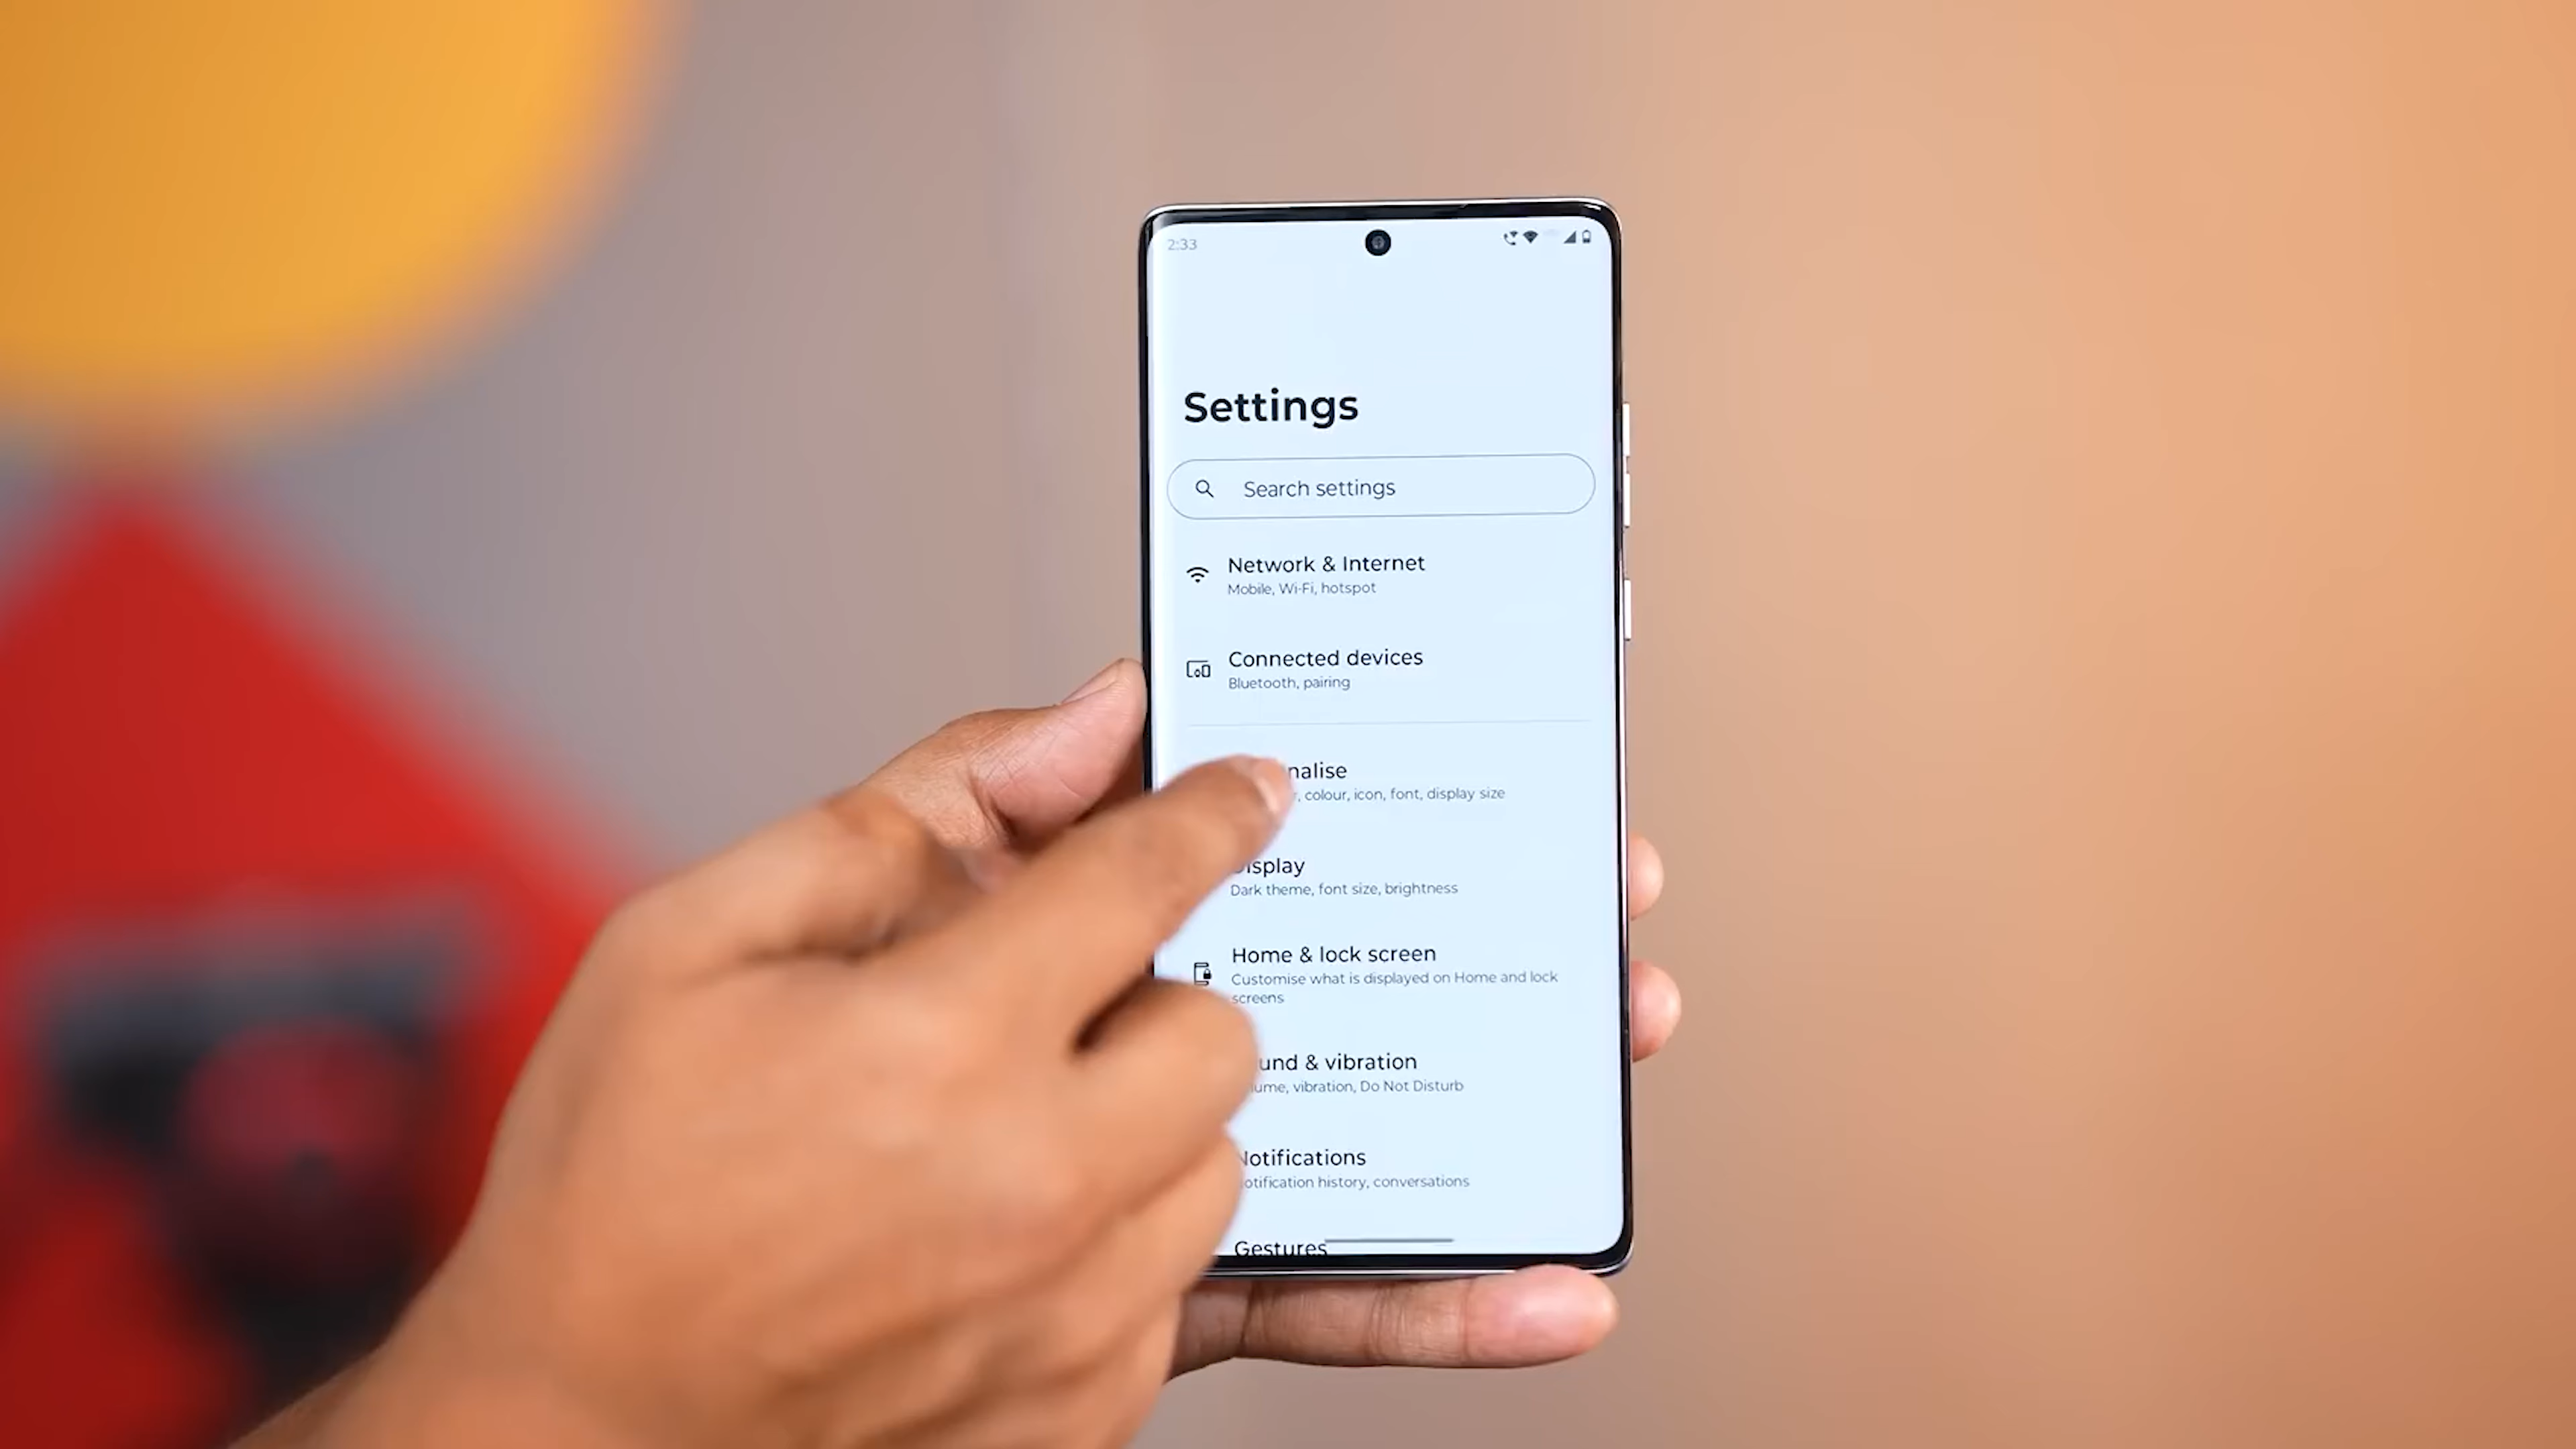 2:33
Settings
Search settings
Network & Internet
Mobile, Wi-Fi, hotspot
Connected devices
Bluetooth, pairing
nalise
, colour, icon, font, display size
isplay
Dark theme, font size, brightness
Home & lock screen
Customise what is displayed on Home and lock
screens
und & vibration
ume, vibration, Do Not Disturb
Notifications
otification history, conversations
Gestures